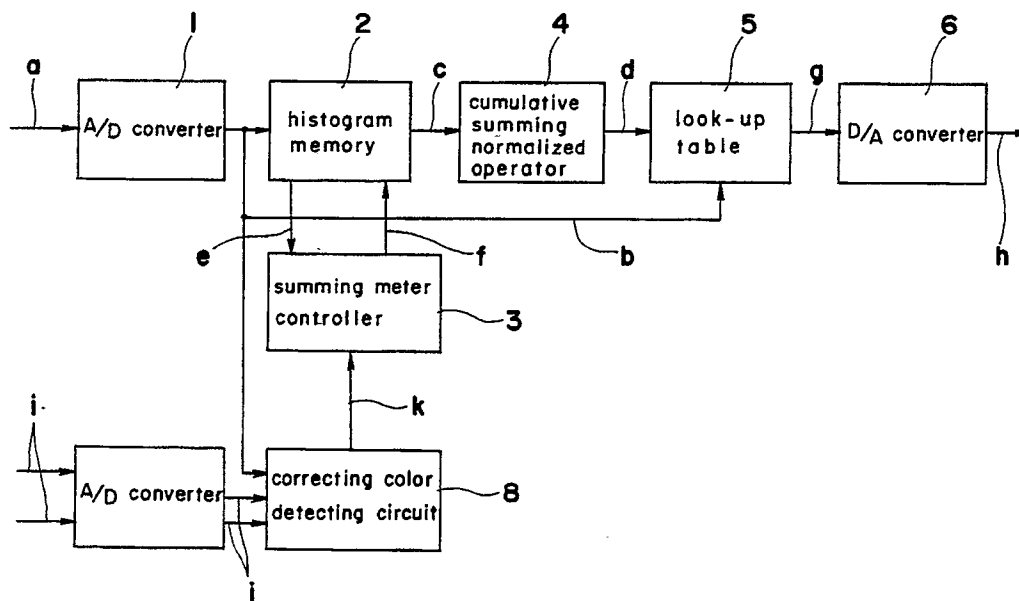 1
2
4
5
6
a
A/D converter
histogram
memory
c
cumulative
summing
normalized
operator
d
look-up
table
g
D/A converter
h
e
f
b
summing meter
controller
3
k
i
A/D converter
correcting color
detecting circuit
8
j